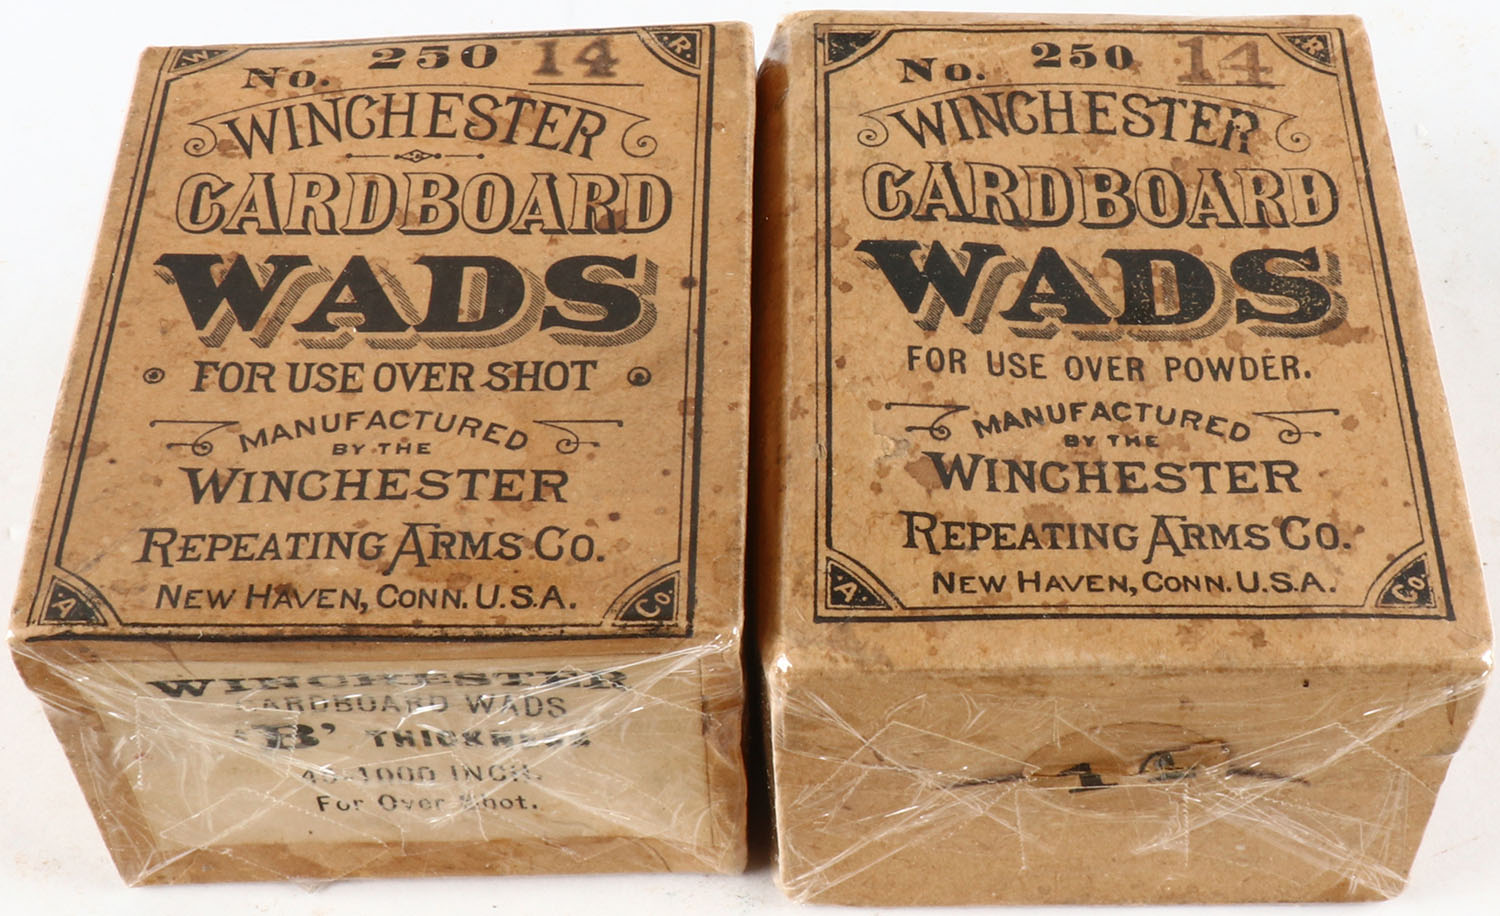 W. R.
No. 250 14
WINCHESTER
CARDBOARD
WADS
FOR USE OVER SHOT
MANUFACTURED
BY THE
WINCHESTER
REPEATING ARMS CO.
NEW HAVEN, CONN. U.S.A.
A. Co.
WINCHESTER
CARDBOARD WADS
"B" THICKNESS
For Over Shot.
W. R.
No. 250 14
WINCHESTER
CARDBOARD
WADS
FOR USE OVER POWDER.
MANUFACTURED
BY THE
WINCHESTER
REPEATING ARMS CO.
NEW HAVEN, CONN. U.S.A.
A. Co.